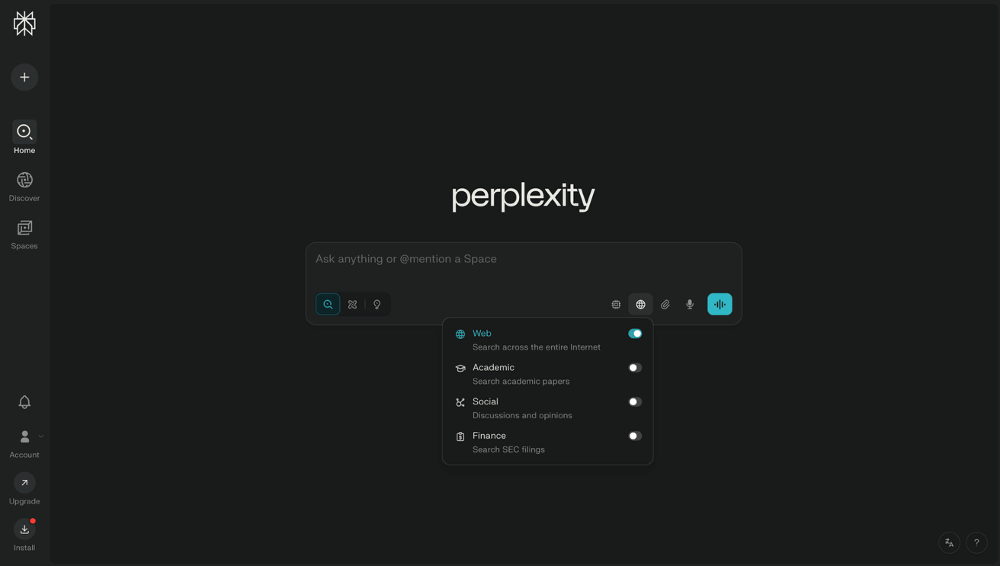 Home
Discover
Spaces
Account
Upgrade
Install
perplexity
Ask anything or @mention a Space
Web
Search across the entire Internet
Academic
Search academic papers
Social
Discussions and opinions
Finance
Search SEC filings
?